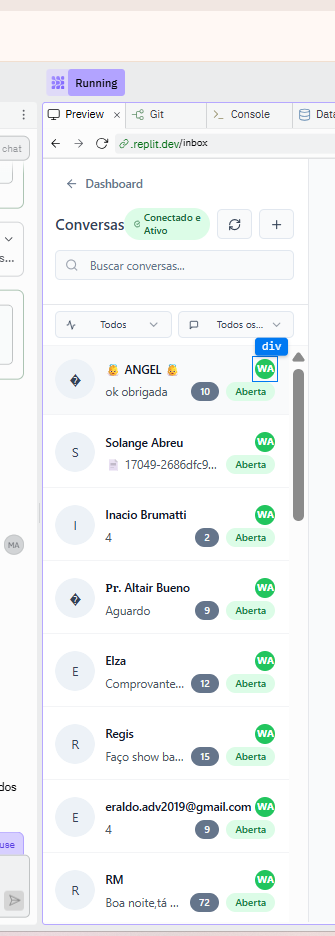 Running
chat
Preview
Git
Console
Data
.replit.dev/inbox
Dashboard
Conversas
Conectado e
Ativo
Buscar conversas...
Todos
Todos os...
div
👼 ANGEL 👼
WA
ok obrigada
10
Aberta
S
Solange Abreu
WA
17049-2686dfc9...
Aberta
I
Inacio Brumatti
WA
4
2
Aberta
�
Pr. Altair Bueno
WA
Aguardo
9
Aberta
E
Elza
WA
Comprovante...
12
Aberta
R
Regis
WA
Faço show ba...
15
Aberta
E
eraldo.adv2019@gmail.com
WA
4
9
Aberta
R
RM
WA
Boa noite,tá ...
72
Aberta
s...
MA
dos
use